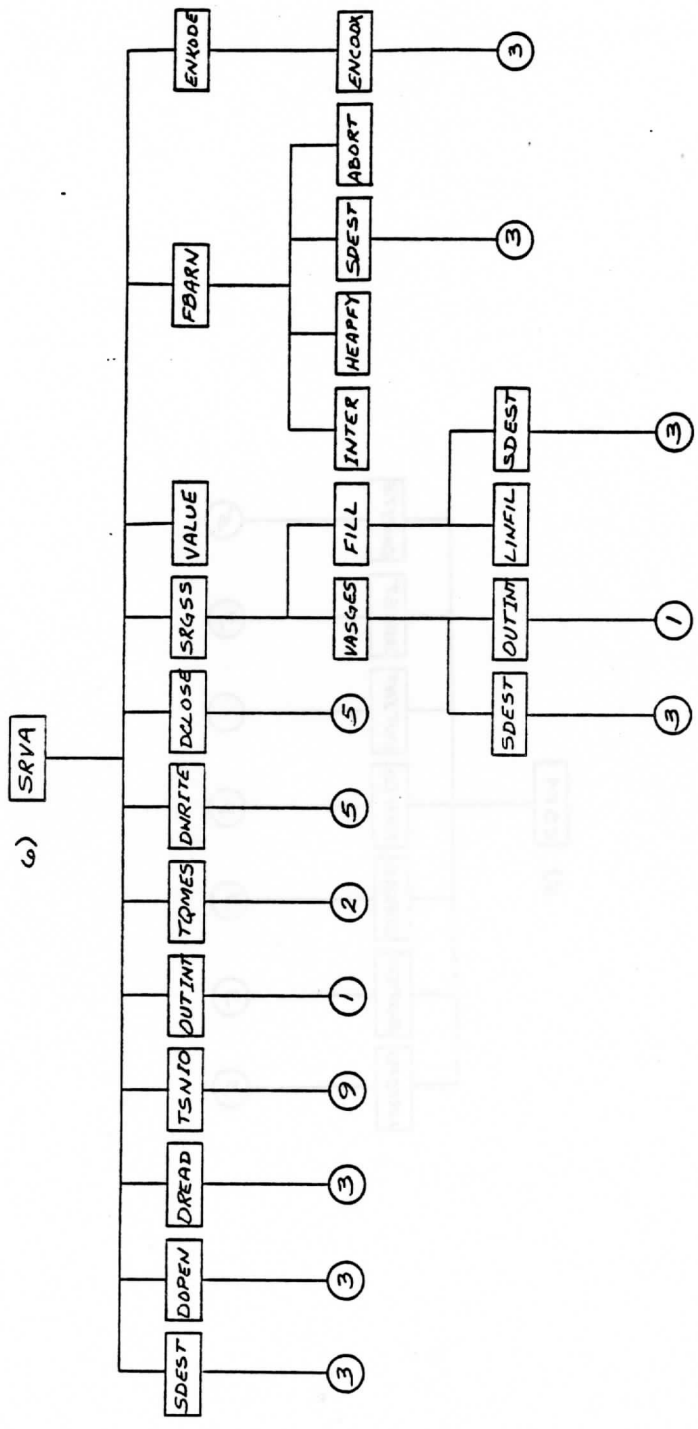 6)
SRVA
SDEST
DOPEN
DREAD
TSNIO
OUTINT
TQMES
DWRITE
DCLOSE
SRGSS
VALUE
FBARN
ENKODE
3
3
3
9
1
2
5
5
VASGES
FILL
INTER
HEAPFY
SDEST
ABORT
ENCODX
3
3
SDEST
OUTINT
LINFIL
SDEST
3
1
3